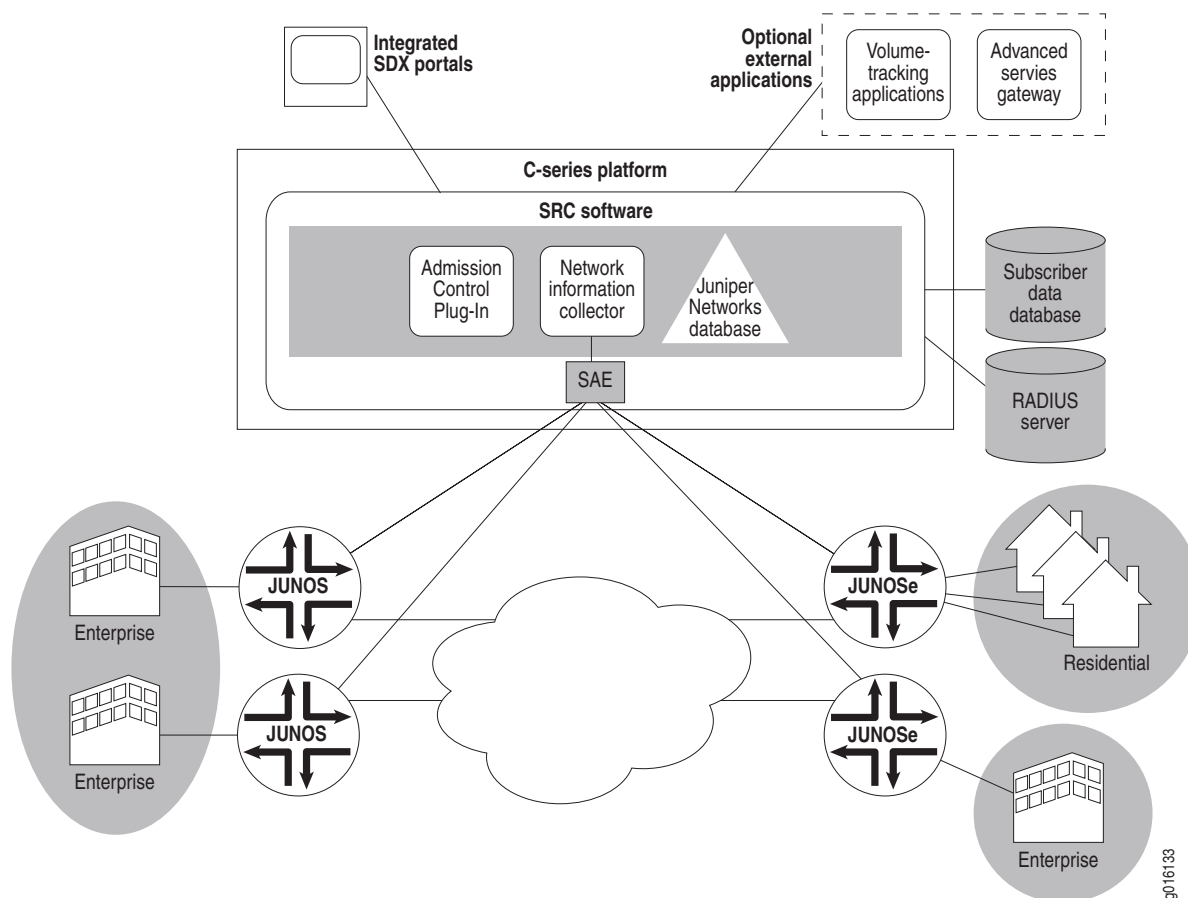 Integrated
SDX portals
Optional
external
applications
Volume-
tracking
applications
Advanced
servies
gateway
C-series platform
SRC software
Admission
Control
Plug-In
Network
information
collector
Juniper
Networks
database
SAE
Subscriber
data
database
RADIUS
server
Enterprise
JUNOS
JUNOSe
Residential
Enterprise
JUNOS
JUNOSe
Enterprise
g016133